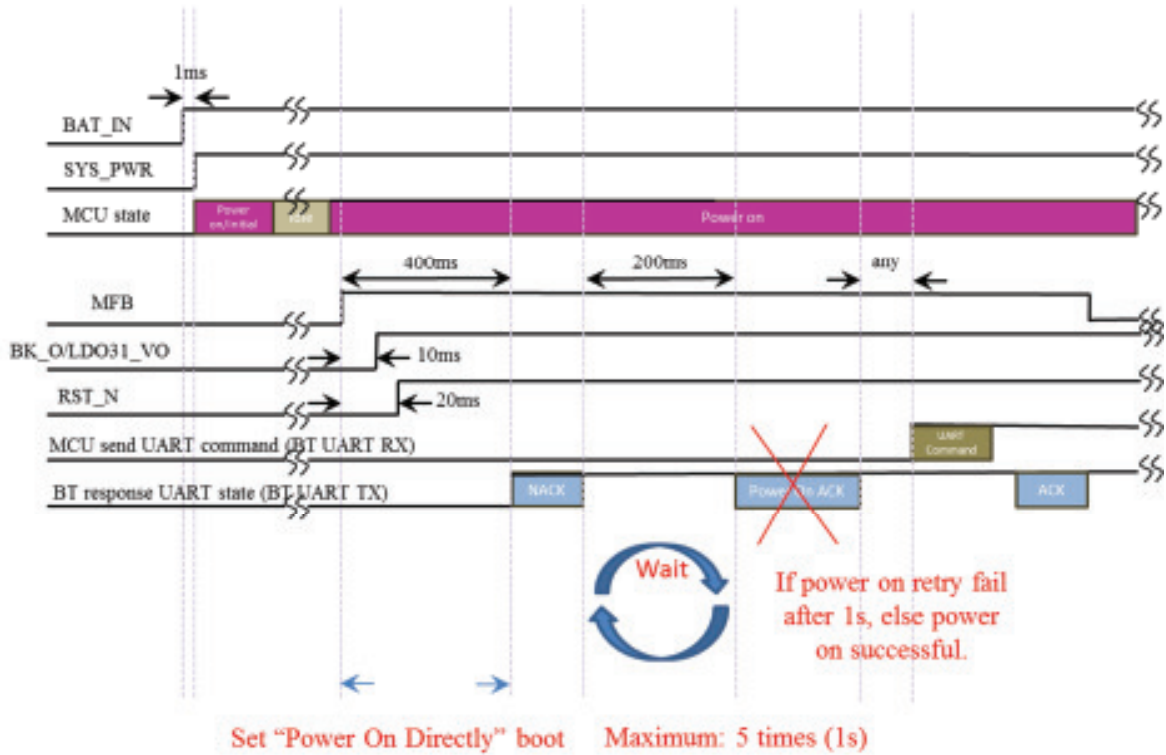 1ms
BAT_IN
SYS_PWR
MCU state
Power
on/Initial
Power on
400ms
200ms
any
MFB
BK_O/LDO31_VO
10ms
RST_N
20ms
MCU send UART command (BT UART RX)
UART
Command
BT response UART state (BT UART TX)
NACK
Power On ACK
ACK
Wait
If power on retry fail
after 1s, else power
on successful.
Set “Power On Directly” boot
Maximum: 5 times (1s)